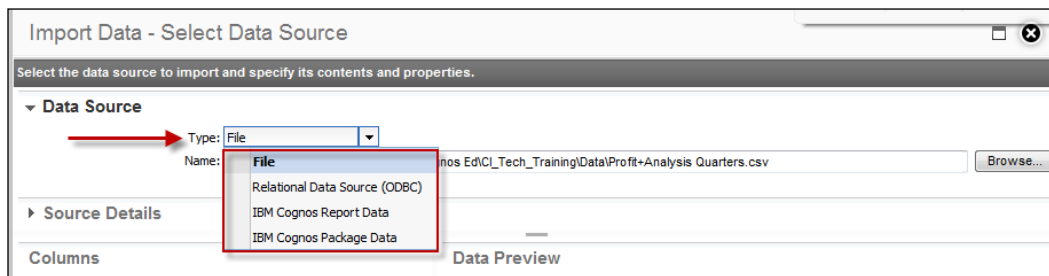 Import Data - Select Data Source
Select the data source to import and specify its contents and properties.
Data Source
Type: File
Name: nos Ed\CI_Tech_Training\Data\Profit+Analysis Quarters.csv Browse...
File
Relational Data Source (ODBC)
IBM Cognos Report Data
IBM Cognos Package Data
Source Details
Columns Data Preview